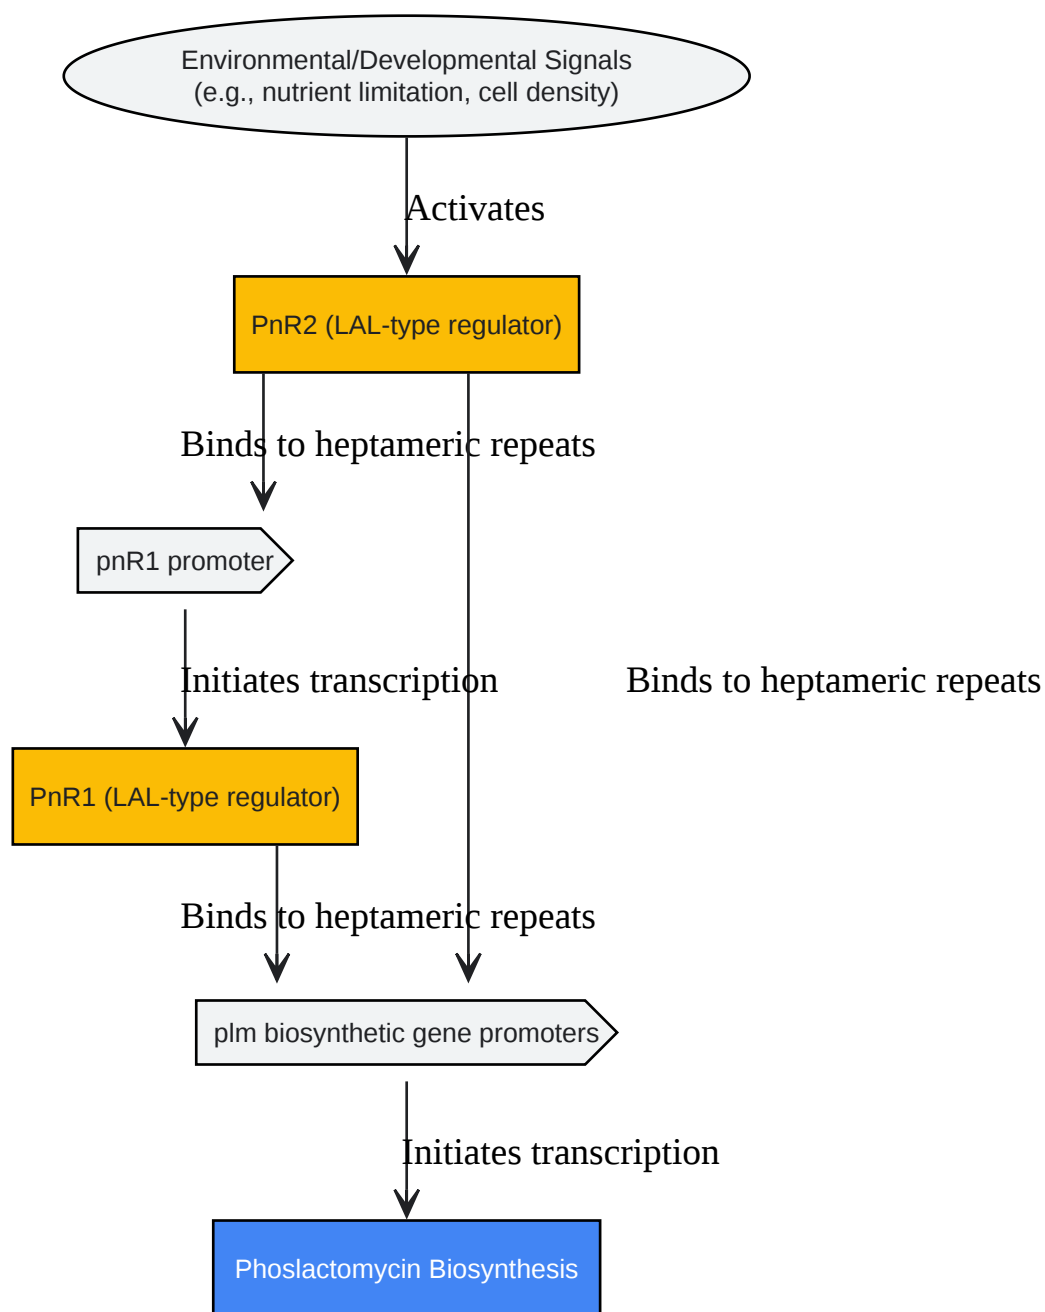 Environmental/Developmental Signals
(e.g., nutrient limitation, cell density)
Activates
PnR2 (LAL-type regulator)
Binds to heptameric repeats
pnR1 promoter
Initiates transcription
Binds to heptameric repeats
PnR1 (LAL-type regulator)
Binds to heptameric repeats
plm biosynthetic gene promoters
Initiates transcription
Phoslactomycin Biosynthesis